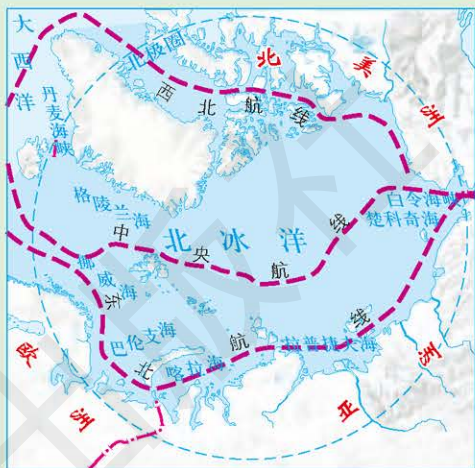 大西洋
北极圈
北美洲
丹麦海峡
西北航线
格陵兰海
白令海峡
楚科奇海
北冰洋
中央航线
挪威海
东北航线
巴伦支海
喀拉海
拉普捷夫海
欧洲
亚洲
出版社